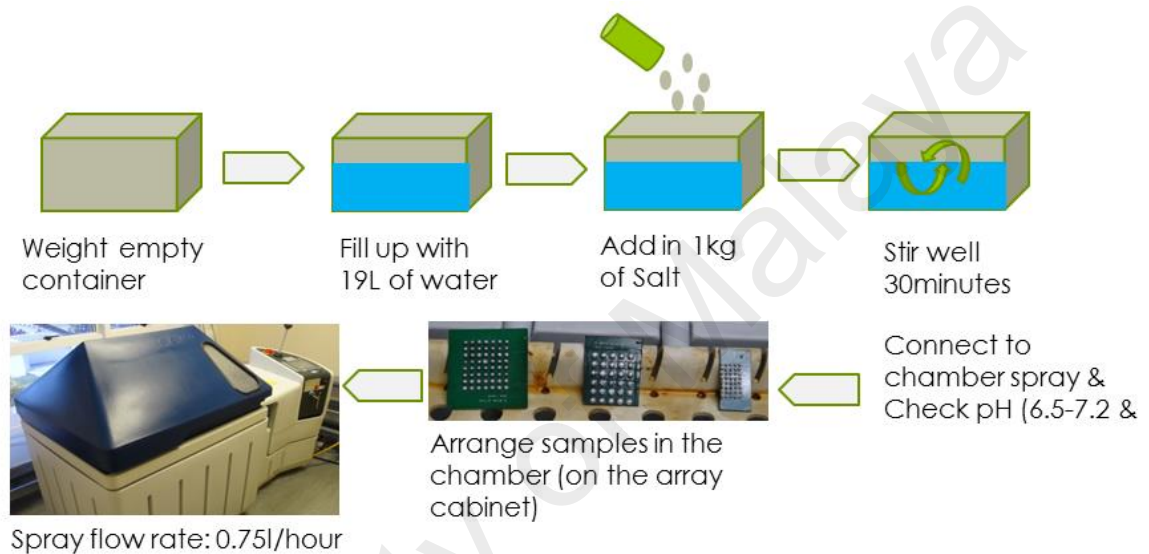 Weight empty
container
Fill up with
19L of water
Add in 1kg
of Salt
Stir well
30minutes
Connect to
chamber spray &
Check pH (6.5-7.2 &
Arrange samples in the
chamber (on the array
cabinet)
Spray flow rate: 0.75l/hour
y o Malaya